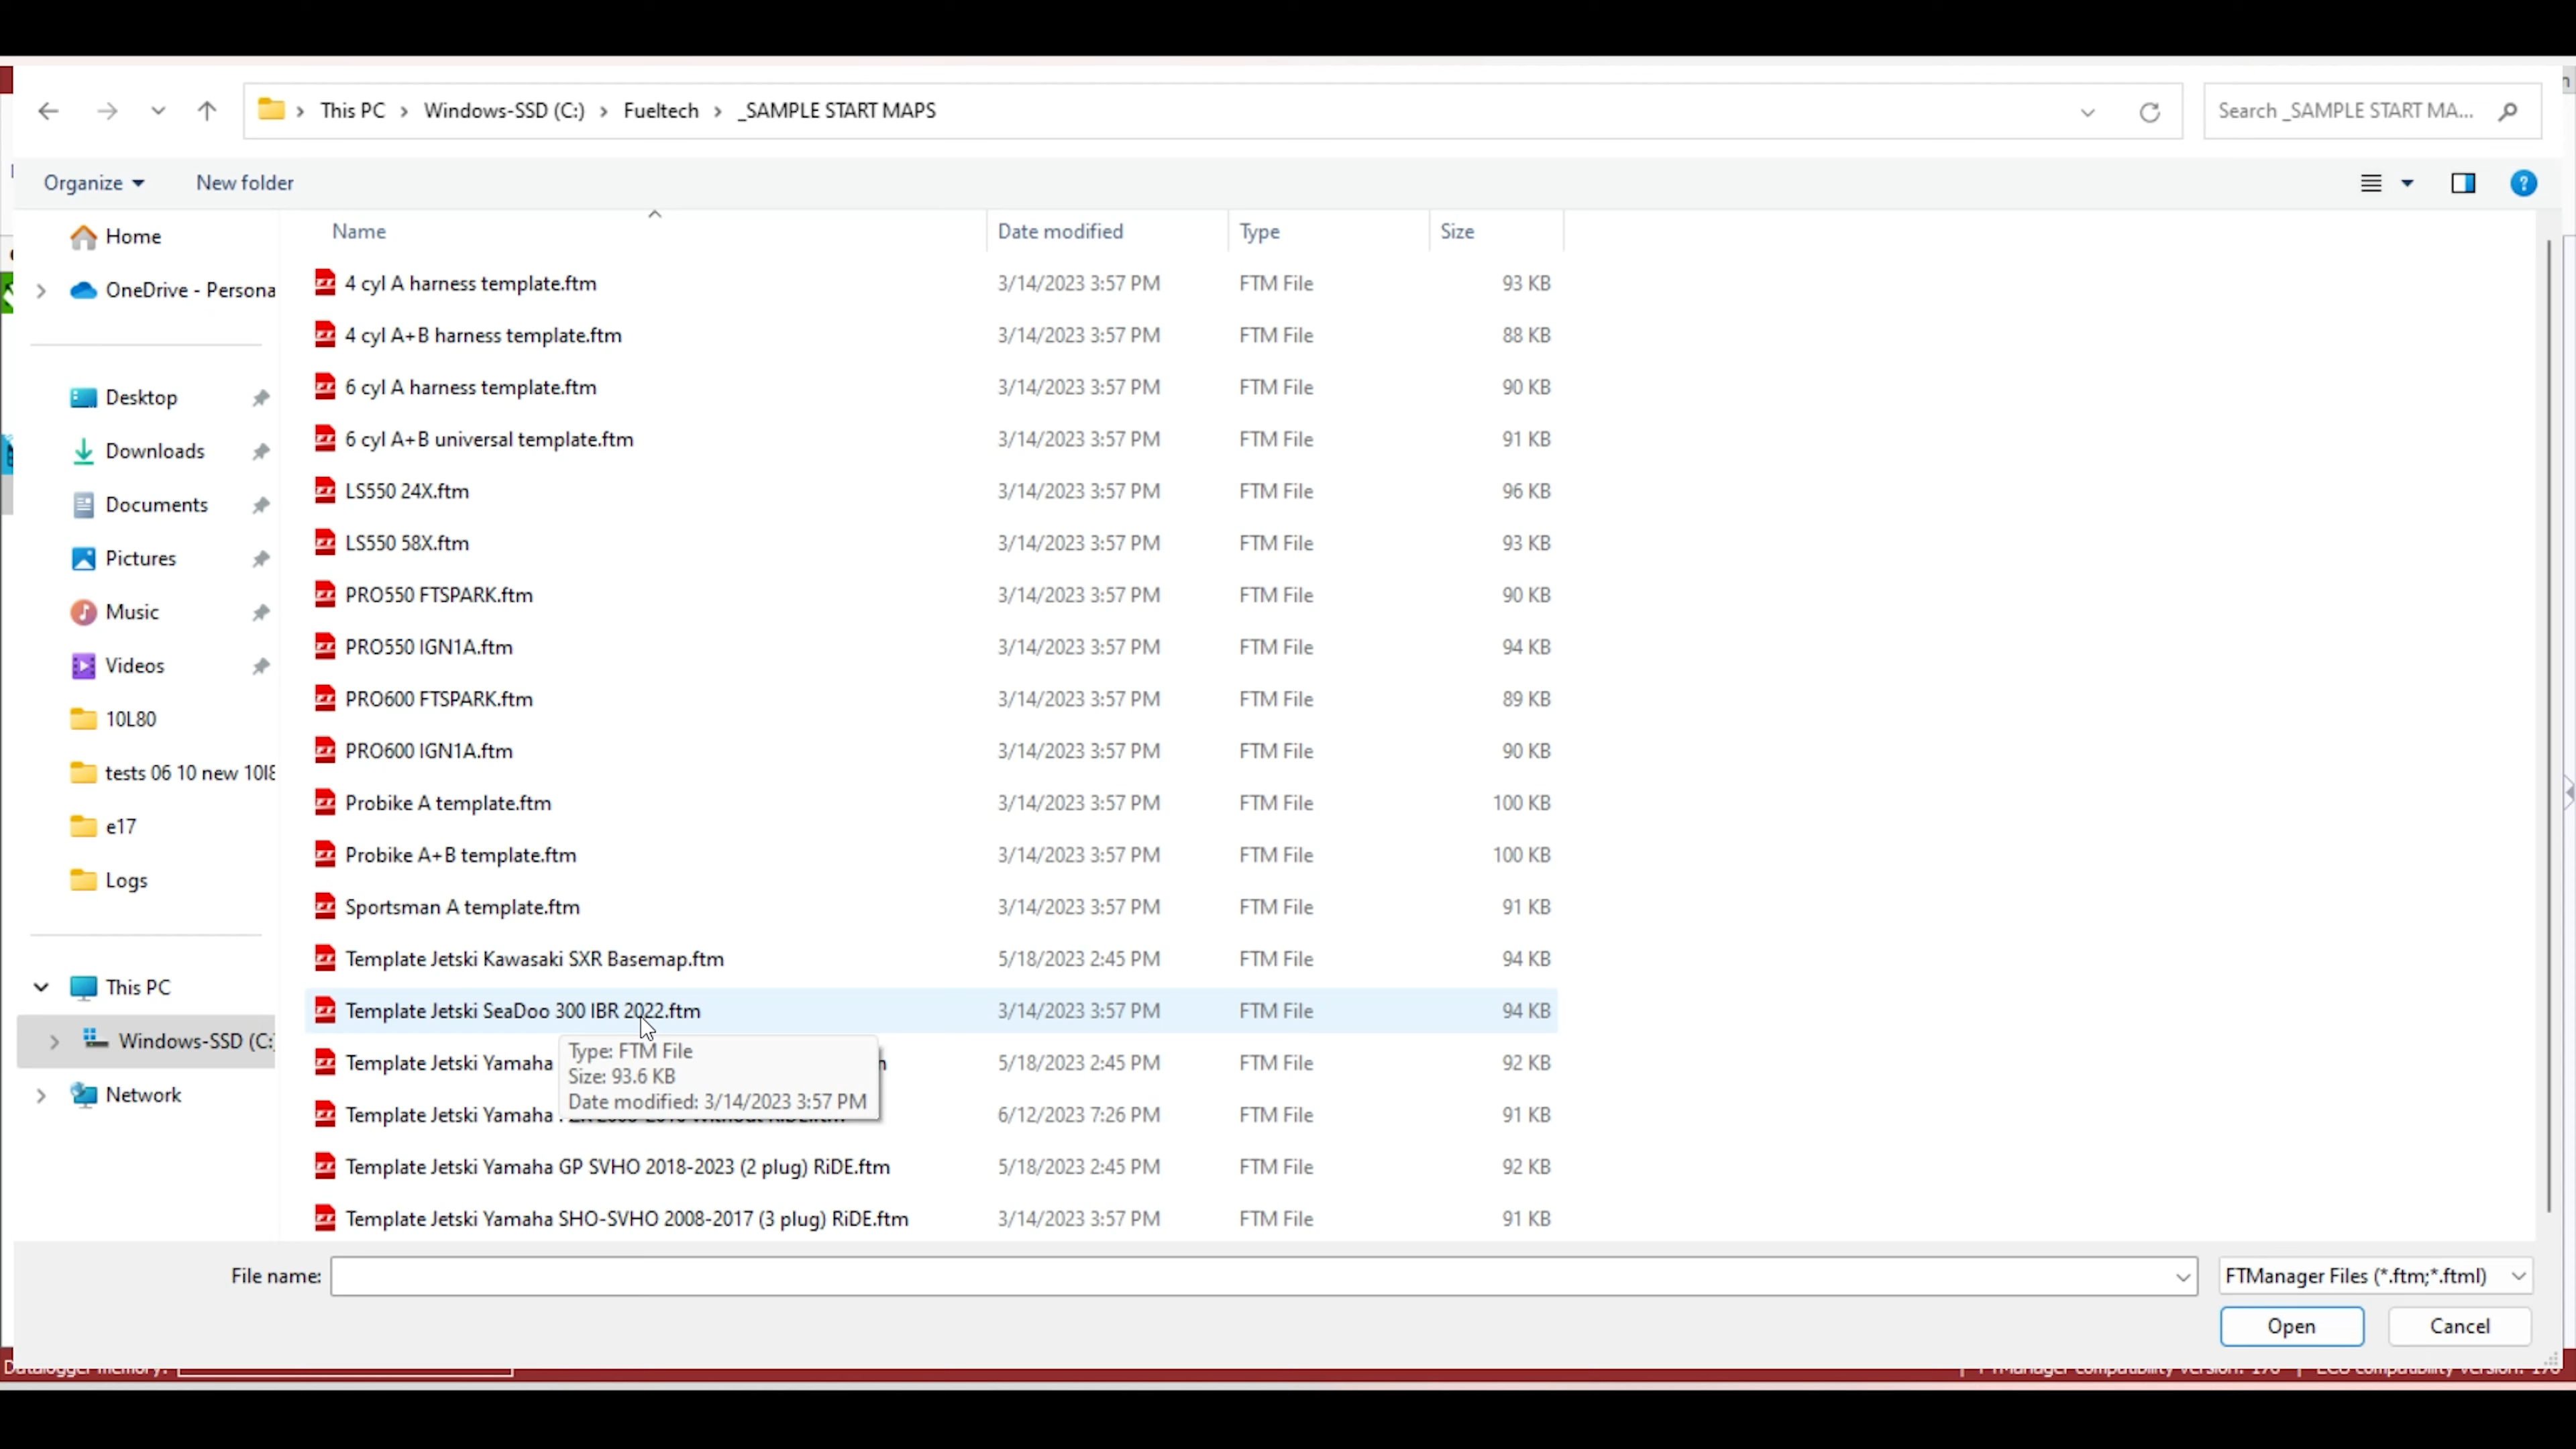 This PC > Windows-SSD (C:) > Fueltech > _SAMPLE START MAPS
Search _SAMPLE START MA...
Organize
New folder
Home
OneDrive - Persona
Desktop
Downloads
Documents
Pictures
Music
Videos
10L80
tests 06 10 new 10l8
e17
Logs
This PC
Windows-SSD (C:
Network
Name Date modified Type Size
4 cyl A harness template.ftm 3/14/2023 3:57 PM FTM File 93 KB
4 cyl A+B harness template.ftm 3/14/2023 3:57 PM FTM File 88 KB
6 cyl A harness template.ftm 3/14/2023 3:57 PM FTM File 90 KB
6 cyl A+B universal template.ftm 3/14/2023 3:57 PM FTM File 91 KB
LS550 24X.ftm 3/14/2023 3:57 PM FTM File 96 KB
LS550 58X.ftm 3/14/2023 3:57 PM FTM File 93 KB
PRO550 FTSPARK.ftm 3/14/2023 3:57 PM FTM File 90 KB
PRO550 IGN1A.ftm 3/14/2023 3:57 PM FTM File 94 KB
PRO600 FTSPARK.ftm 3/14/2023 3:57 PM FTM File 89 KB
PRO600 IGN1A.ftm 3/14/2023 3:57 PM FTM File 90 KB
Probike A template.ftm 3/14/2023 3:57 PM FTM File 100 KB
Probike A+B template.ftm 3/14/2023 3:57 PM FTM File 100 KB
Sportsman A template.ftm 3/14/2023 3:57 PM FTM File 91 KB
Template Jetski Kawasaki SXR Basemap.ftm 5/18/2023 2:45 PM FTM File 94 KB
Template Jetski SeaDoo 300 IBR 2022.ftm 3/14/2023 3:57 PM FTM File 94 KB
Template Jetski Yamaha 5/18/2023 2:45 PM FTM File 92 KB
Template Jetski Yamaha 6/12/2023 7:26 PM FTM File 91 KB
Template Jetski Yamaha GP SVHO 2018-2023 (2 plug) RiDE.ftm 5/18/2023 2:45 PM FTM File 92 KB
Template Jetski Yamaha SHO-SVHO 2008-2017 (3 plug) RiDE.ftm 3/14/2023 3:57 PM FTM File 91 KB
Type: FTM File
Size: 93.6 KB
Date modified: 3/14/2023 3:57 PM
File name:
FTManager Files (*.ftm;*.ftml)
Open
Cancel
Datalogger memory: